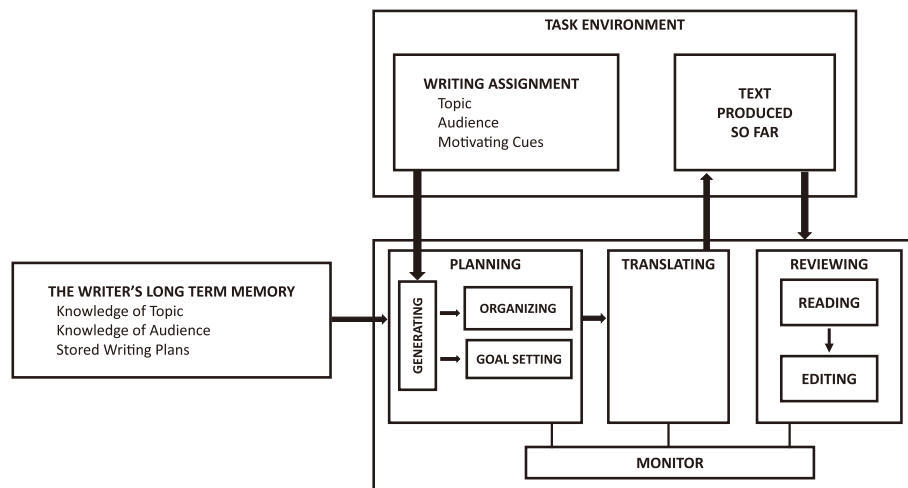 TASK ENVIRONMENT
WRITING ASSIGNMENT
Topic
Audience
Motivating Cues
TEXT
PRODUCED
SO FAR
THE WRITER’S LONG TERM MEMORY
Knowledge of Topic
Knowledge of Audience
Stored Writing Plans
PLANNING
GENERATING
ORGANIZING
GOAL SETTING
TRANSLATING
REVIEWING
READING
EDITING
MONITOR